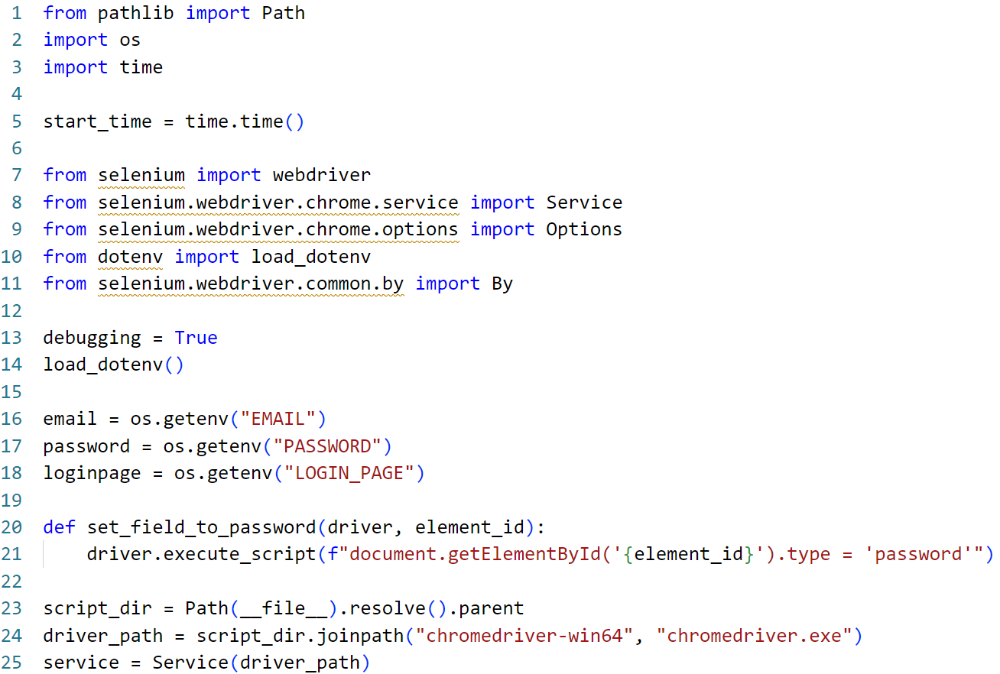 1 from pathlib import Path
2 import os
3 import time
4
5 start_time = time.time()
6
7 from selenium import webdriver
8 from selenium.webdriver.chrome.service import Service
9 from selenium.webdriver.chrome.options import Options
10 from dotenv import load_dotenv
11 from selenium.webdriver.common.by import By
12
13 debugging = True
14 load_dotenv()
15
16 email = os.getenv("EMAIL")
17 password = os.getenv("PASSWORD")
18 loginpage = os.getenv("LOGIN_PAGE")
19
20 def set_field_to_password(driver, element_id):
21     driver.execute_script(f"document.getElementById('{element_id}').type = 'password'")
22
23 script_dir = Path(__file__).resolve().parent
24 driver_path = script_dir.joinpath("chromedriver-win64", "chromedriver.exe")
25 service = Service(driver_path)